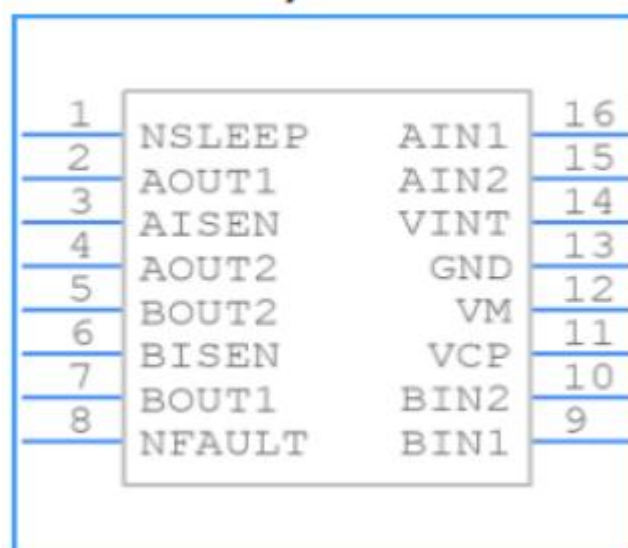 1 NSLEEP AIN1 16
2 AOUT1 AIN2 15
3 AISEN VINT 14
4 AOUT2 GND 13
5 BOUT2 VM 12
6 BISEN VCP 11
7 BOUT1 BIN2 10
8 NFAULT BIN1 9